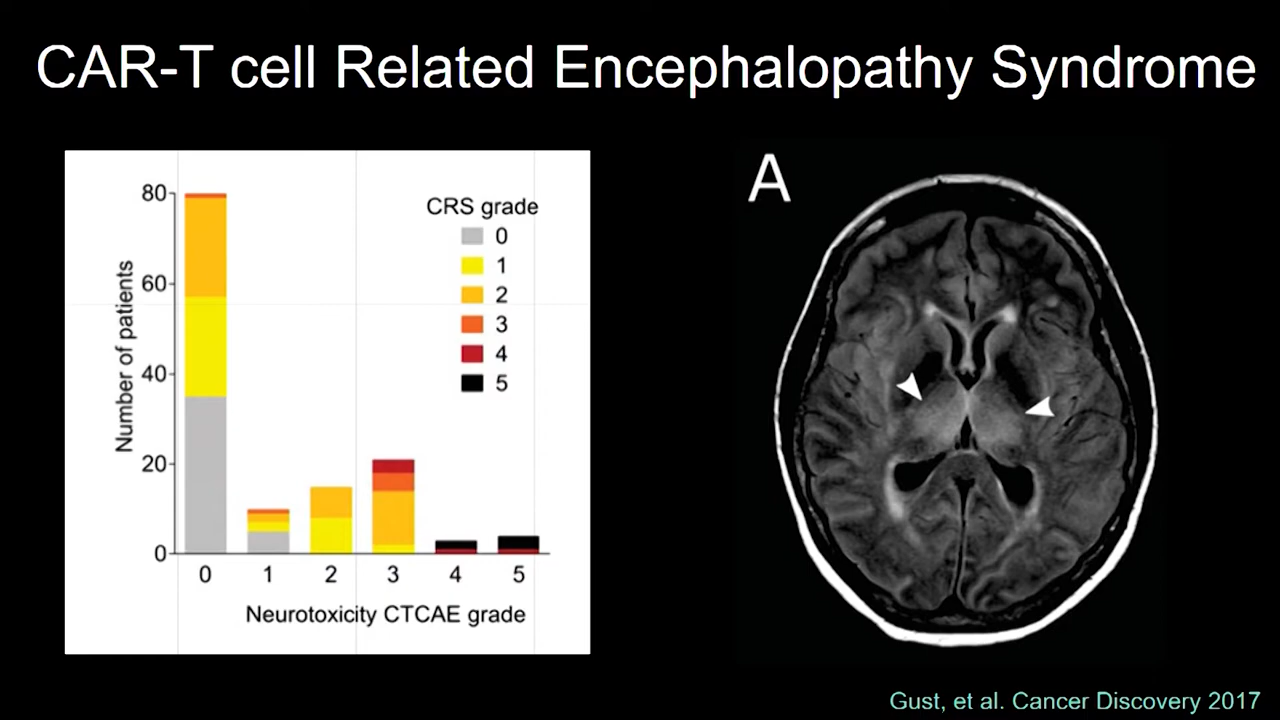 CAR-T cell Related Encephalopathy Syndrome
80
60
40
20
0
Number of patients
CRS grade
0
1
2
3
4
5
0 1 2 3 4 5
Neurotoxicity CTCAE grade
A
Gust, et al. Cancer Discovery 2017